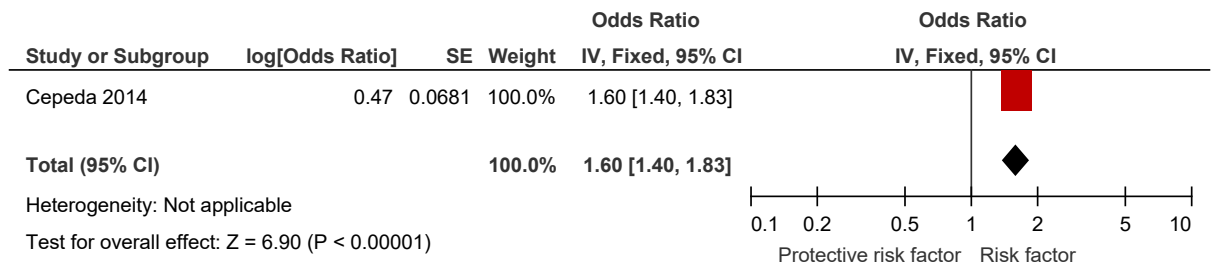 Odds Ratio Odds Ratio
Study or Subgroup log[Odds Ratio] SE Weight IV, Fixed, 95% CI IV, Fixed, 95% CI
Cepeda 2014 0.47 0.0681 100.0% 1.60 [1.40, 1.83]
Total (95% CI) 100.0% 1.60 [1.40, 1.83]
Heterogeneity: Not applicable
Test for overall effect: Z = 6.90 (P < 0.00001)
0.1 0.2 0.5 1 2 5 10
Protective risk factor Risk factor